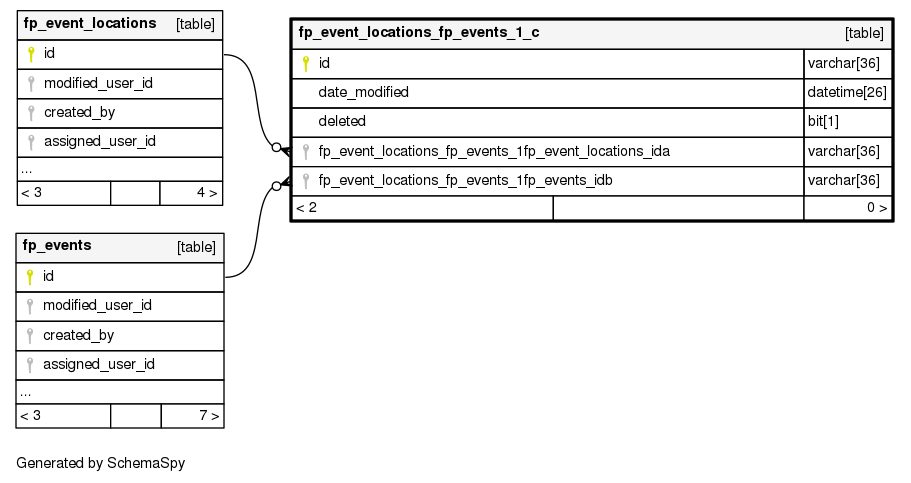 fp_event_locations [table]
id
modified_user_id
created_by
assigned_user_id
...
< 3 4 >
fp_event_locations_fp_events_1_c [table]
id varchar[36]
date_modified datetime[26]
deleted bit[1]
fp_event_locations_fp_events_1fp_event_locations_ida varchar[36]
fp_event_locations_fp_events_1fp_events_idb varchar[36]
< 2 0 >
fp_events [table]
id
modified_user_id
created_by
assigned_user_id
...
< 3 7 >
Generated by SchemaSpy